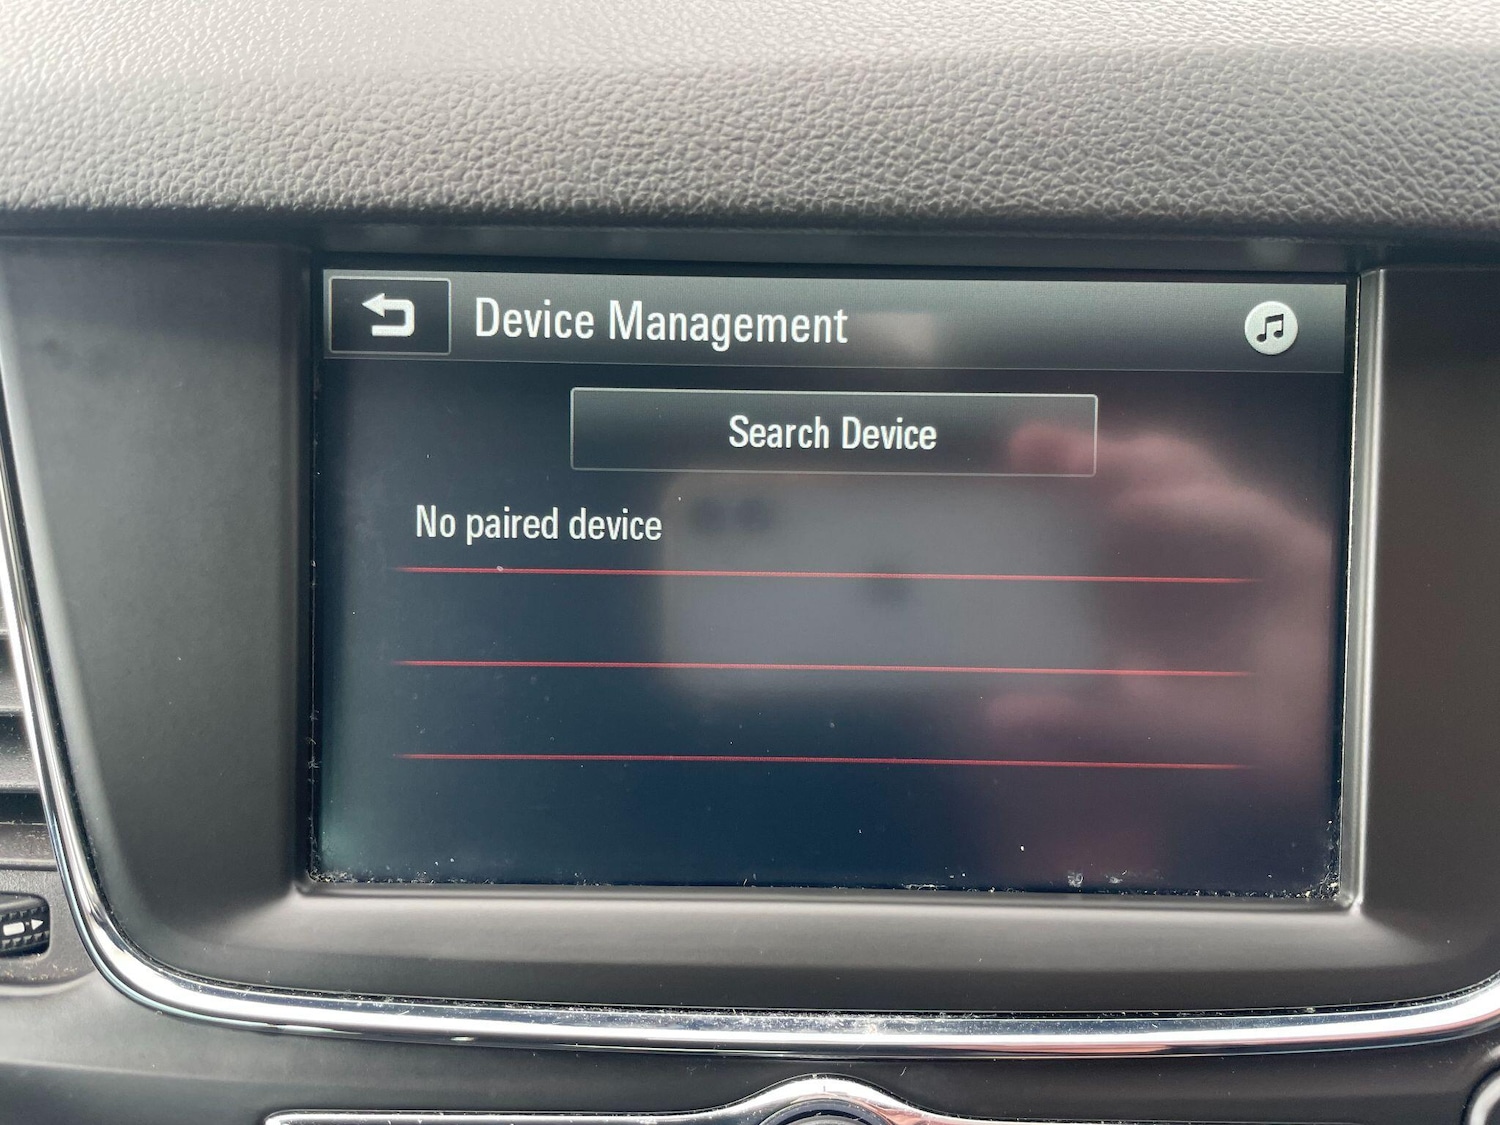 Device Management
Search Device
No paired device